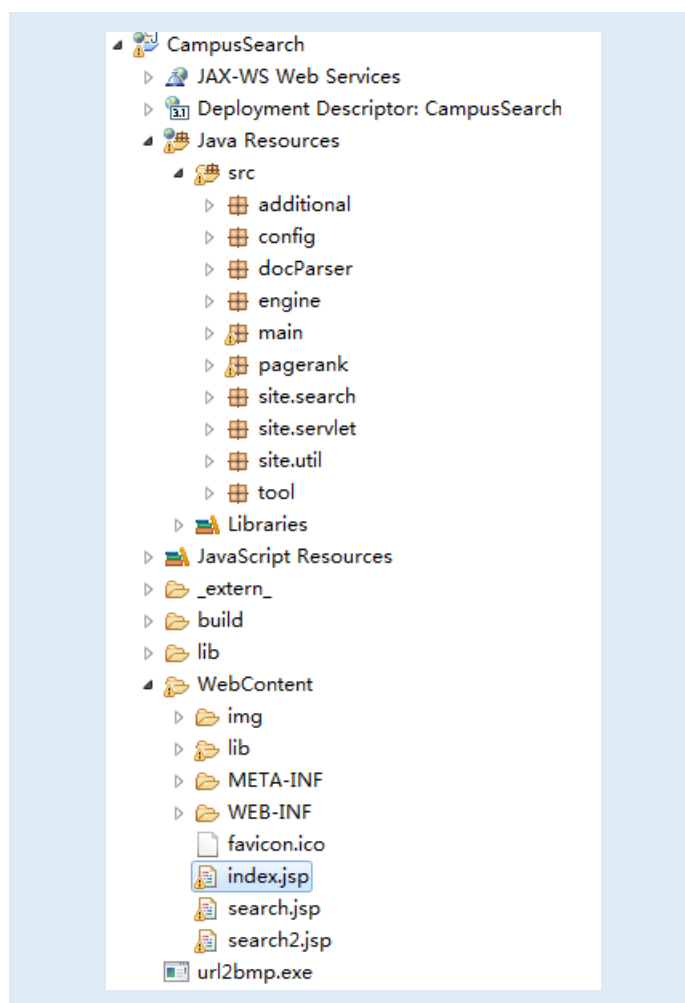 CampusSearch
JAX-WS Web Services
3.1 Deployment Descriptor: CampusSearch
Java Resources
src
additional
config
docParser
engine
main
pagerank
site.search
site.servlet
site.util
tool
Libraries
JavaScript Resources
_extern_
build
lib
WebContent
img
lib
META-INF
WEB-INF
favicon.ico
index.jsp
search.jsp
search2.jsp
url2bmp.exe